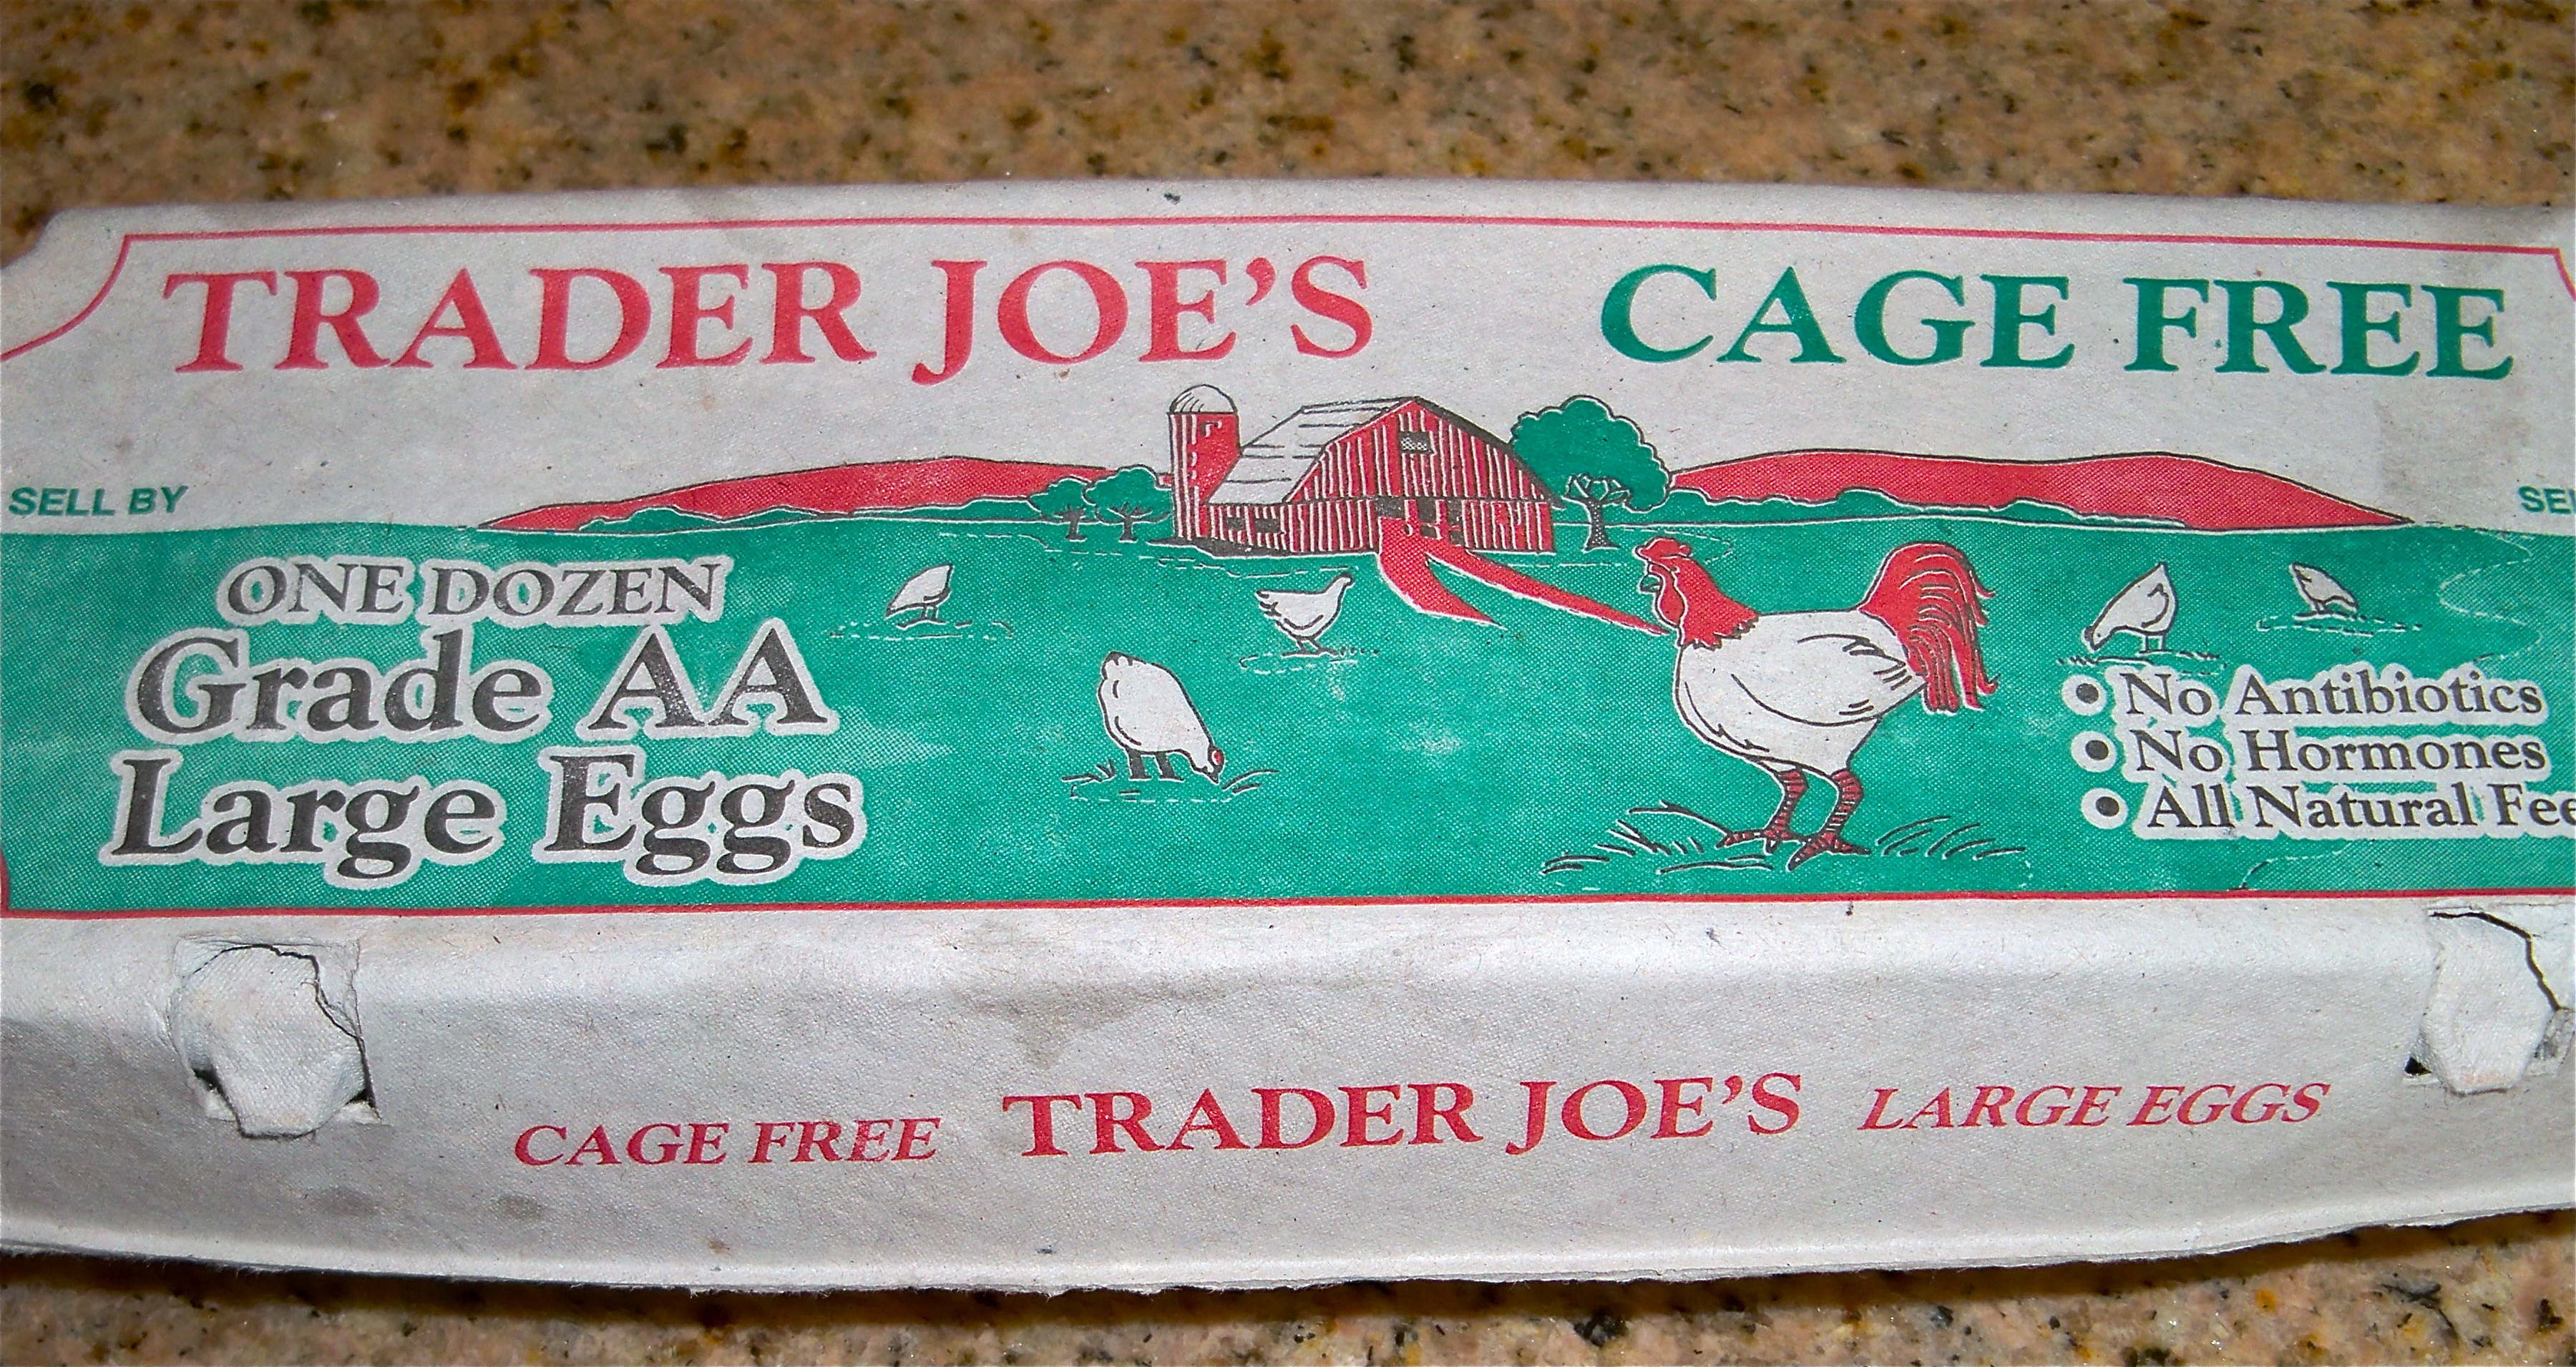 TRADER JOE'S CAGE FREE
SELL BY
ONE DOZEN
Grade AA
Large Eggs
• No Antibiotics
• No Hormones
• All Natural
CAGE FREE TRADER JOE'S LARGE EGGS